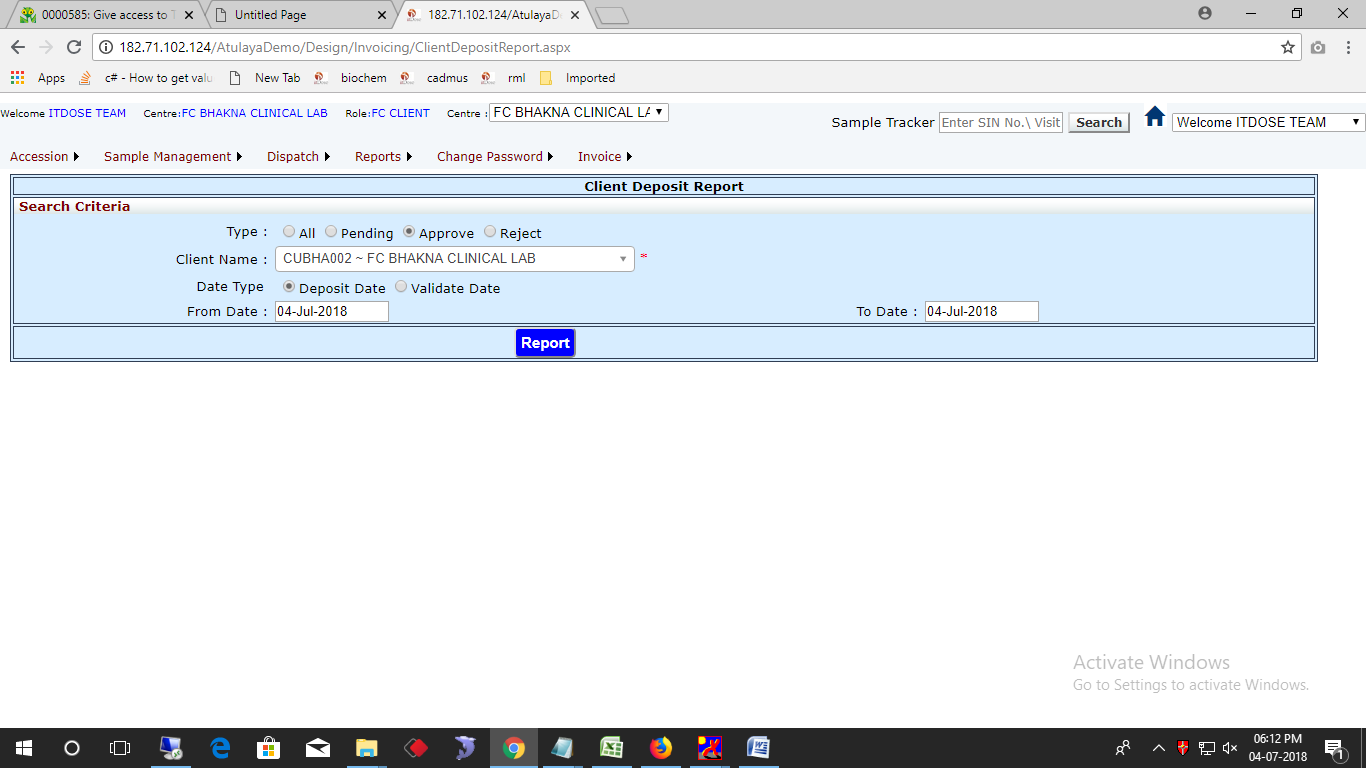 0000585: Give access to T
Untitled Page
182.71.102.124/AtulayaD
182.71.102.124/AtulayaDemo/Design/Invoicing/ClientDepositReport.aspx
Apps c# - How to get valu New Tab biochem cadmus rml Imported
Welcome ITDOSE TEAM Centre:FC BHAKNA CLINICAL LAB Role:FC CLIENT Centre : FC BHAKNA CLINICAL LA
Sample Tracker Enter SIN No.\ Visit Search Welcome ITDOSE TEAM
Accession Sample Management Dispatch Reports Change Password Invoice
Client Deposit Report
Search Criteria
Type : All Pending Approve Reject
Client Name : CUBHA002 ~ FC BHAKNA CLINICAL LAB *
Date Type Deposit Date Validate Date
From Date : 04-Jul-2018 To Date : 04-Jul-2018
Report
Activate Windows
Go to Settings to activate Windows.
06:12 PM
04-07-2018
1